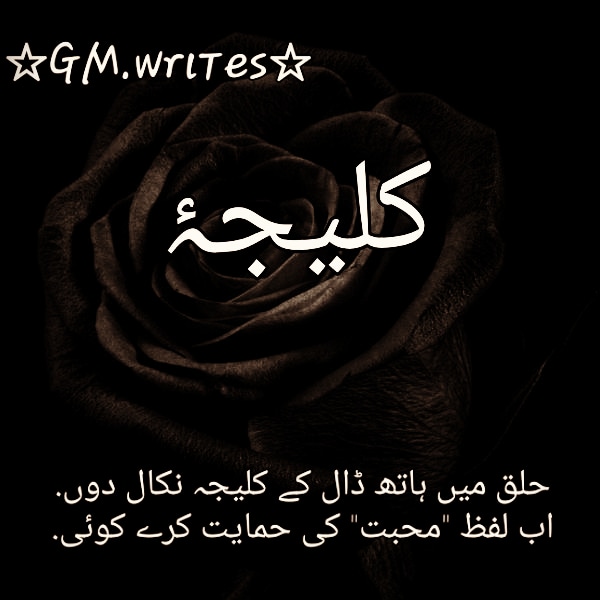 ☆GM.writes☆
کلیجۂ
حلق میں ہاتھ ڈال کے کلیجہ نکال دوں.
اب لفظ "محبت" کی حمایت کرے کوئی.